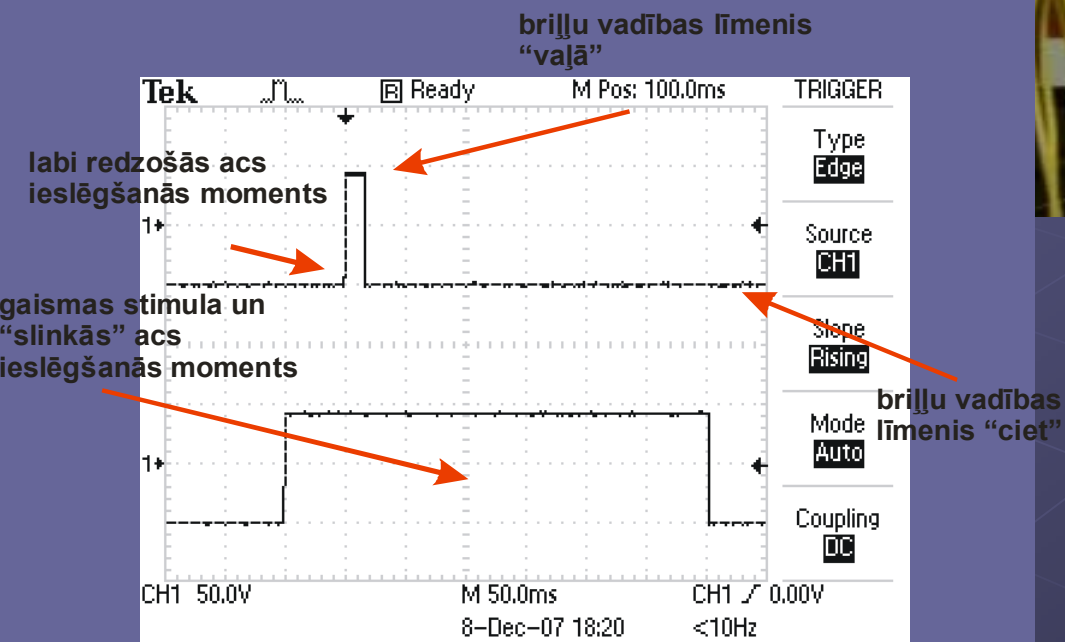 briļļu vadības līmenis
“vaļā”
Tek R Ready M Pos: 100.0ms TRIGGER
Type
Edge
labi redzošās acs
ieslēgšanās moments
1
Source
CH1
gaismas stimula un
“slinkās” acs
ieslēgšanās moments
Slope
Rising
briļļu vadības
līmenis “ciet”
Mode
Auto
1
Coupling
DC
CH1 50.0V M 50.0ms CH1 0.00V
8-Dec-07 18:20 <10Hz